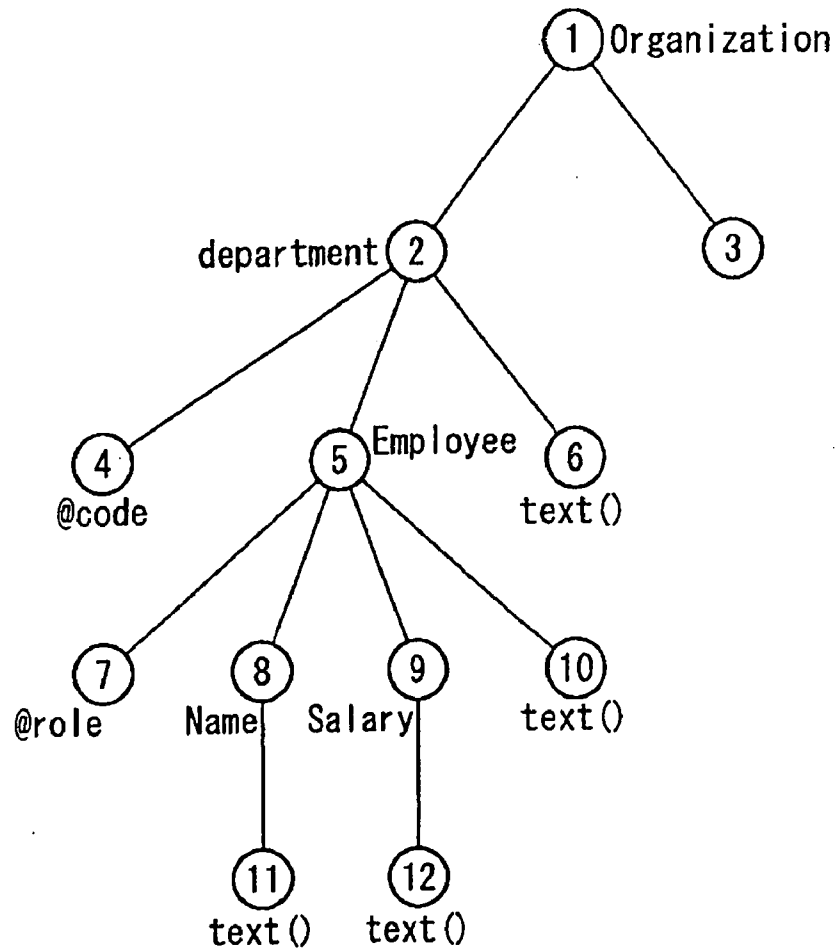 1 Organization
department 2 3
4 5 Employee 6
@code text()
7 8 9 10
@role Name Salary text()
11 12
text() text()